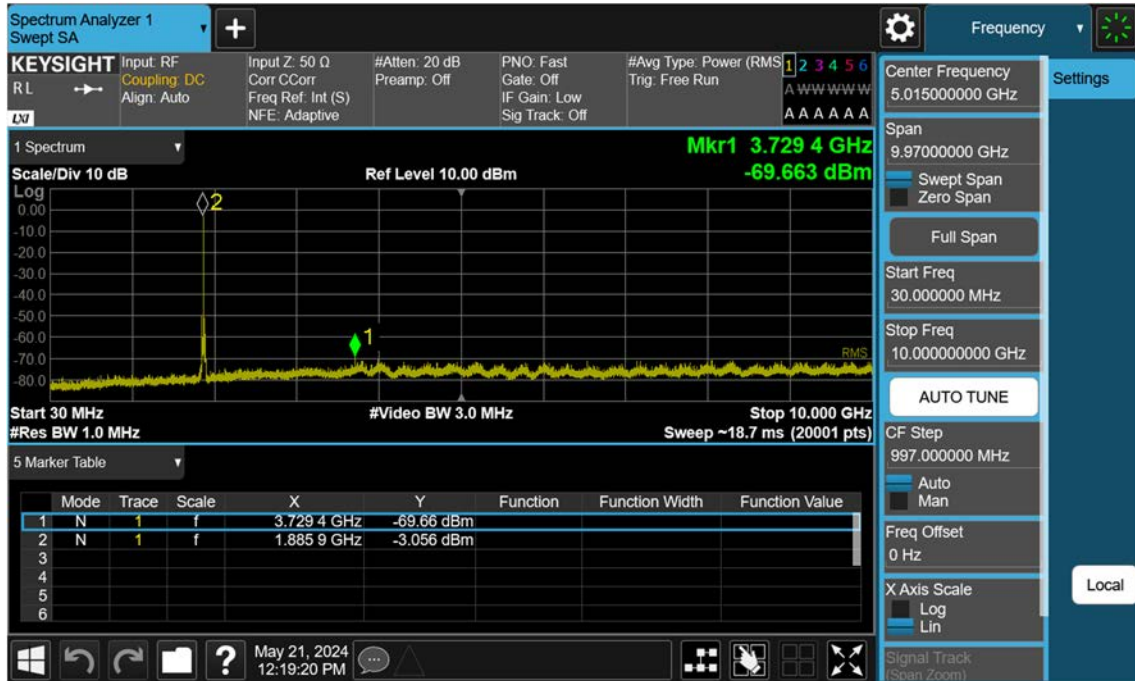 Spectrum Analyzer 1
Swept SA
+
Frequency
KEYSIGHT
R L
LXI
Input: RF
Coupling: DC
Align: Auto
Input Z: 50 Ω
Corr CCorr
Freq Ref: Int (S)
NFE: Adaptive
#Atten: 20 dB
Preamp: Off
PNO: Fast
Gate: Off
IF Gain: Low
Sig Track: Off
#Avg Type: Power (RMS
Trig: Free Run
1 2 3 4 5 6
A W W W W W
A A A A A A
1 Spectrum
Mkr1 3.729 4 GHz
-69.663 dBm
Scale/Div 10 dB
Ref Level 10.00 dBm
Log
0.00
-10.0
-20.0
-30.0
-40.0
-50.0
-60.0
-70.0
-80.0
2
1
RMS
Start 30 MHz
#Video BW 3.0 MHz
Stop 10.000 GHz
#Res BW 1.0 MHz
Sweep ~18.7 ms (20001 pts)
5 Marker Table
Mode Trace Scale X Y Function Function Width Function Value
1 N 1 f 3.729 4 GHz -69.66 dBm
2 N 1 f 1.885 9 GHz -3.056 dBm
3
4
5
6
May 21, 2024
12:19:20 PM
?
Center Frequency
5.015000000 GHz
Span
9.97000000 GHz
Swept Span
Zero Span
Full Span
Start Freq
30.000000 MHz
Stop Freq
10.000000000 GHz
AUTO TUNE
CF Step
997.000000 MHz
Auto
Man
Freq Offset
0 Hz
X Axis Scale
Log
Lin
Signal Track
(Span Zoom)
Settings
Local